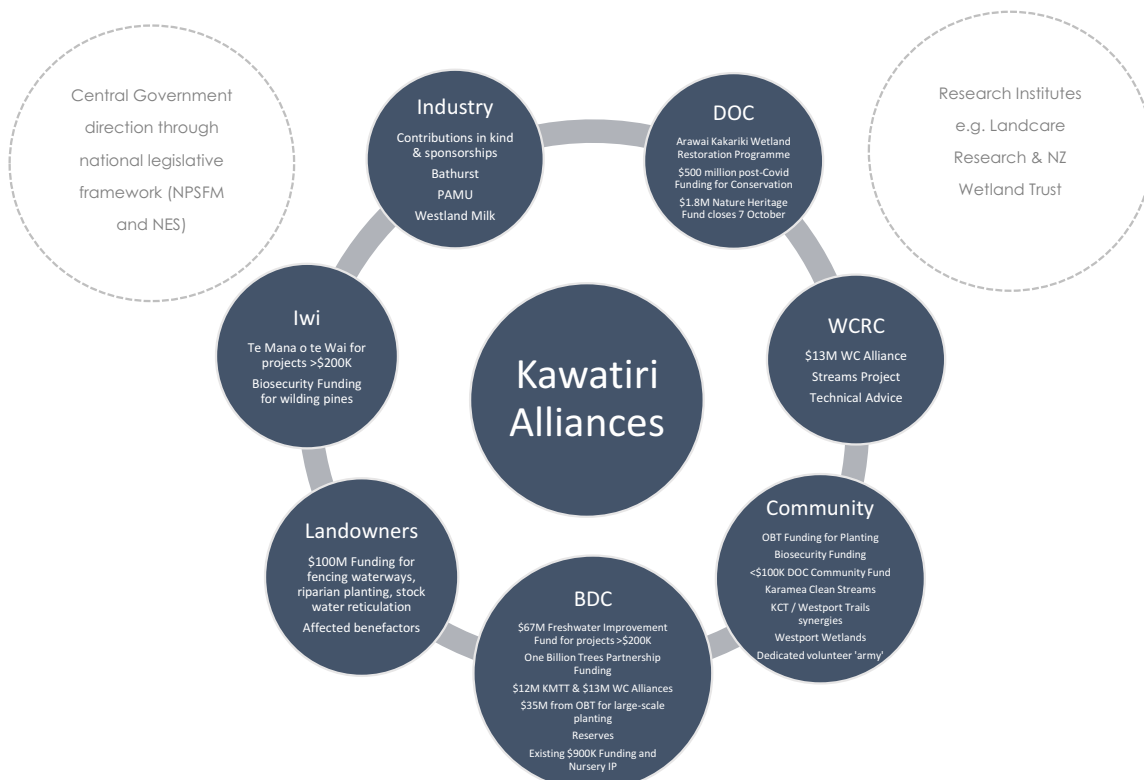 Central Government
direction through
national legislative
framework (NPSFM
and NES)
Industry
Contributions in kind
& sponsorships
Bathurst
PAMU
Westland Milk
DOC
Arawai Kakariki Wetland
Restoration Programme
$500 million post-Covid
Funding for Conservation
$1.8M Nature Heritage
Fund closes 7 October
Research Institutes
e.g. Landcare
Research & NZ
Wetland Trust
Iwi
Te Mana o te Wai for
projects >$200K
Biosecurity Funding
for wilding pines
Kawatiri
Alliances
WCRC
$13M WC Alliance
Streams Project
Technical Advice
Landowners
$100M Funding for
fencing waterways,
riparian planting, stock
water reticulation
Affected benefactors
BDC
$67M Freshwater Improvement
Fund for projects >$200K
One Billion Trees Partnership
Funding
$12M KMTT & $13M WC Alliances
$35M from OBT for large-scale
planting
Reserves
Existing $900K Funding and
Nursery IP
Community
OBT Funding for Planting
Biosecurity Funding
<$100K DOC Community Fund
Karamea Clean Streams
KCT / Westport Trails
synergies
Westport Wetlands
Dedicated volunteer 'army'